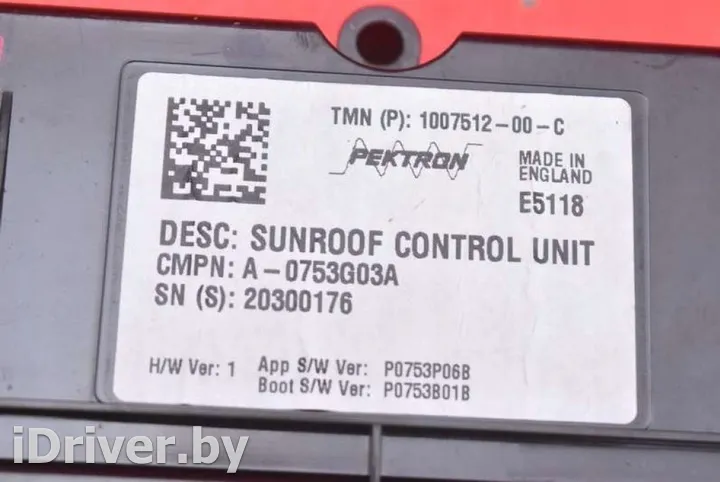 TMN (P): 1007512-00-C
PEKTRON
MADE IN
ENGLAND
E5118
DESC: SUNROOF CONTROL UNIT
CMPN: A-0753G03A
SN (S): 20300176
H/W Ver: 1 App S/W Ver: P0753P06B
Boot S/W Ver: P0753B01B
iDriver.by